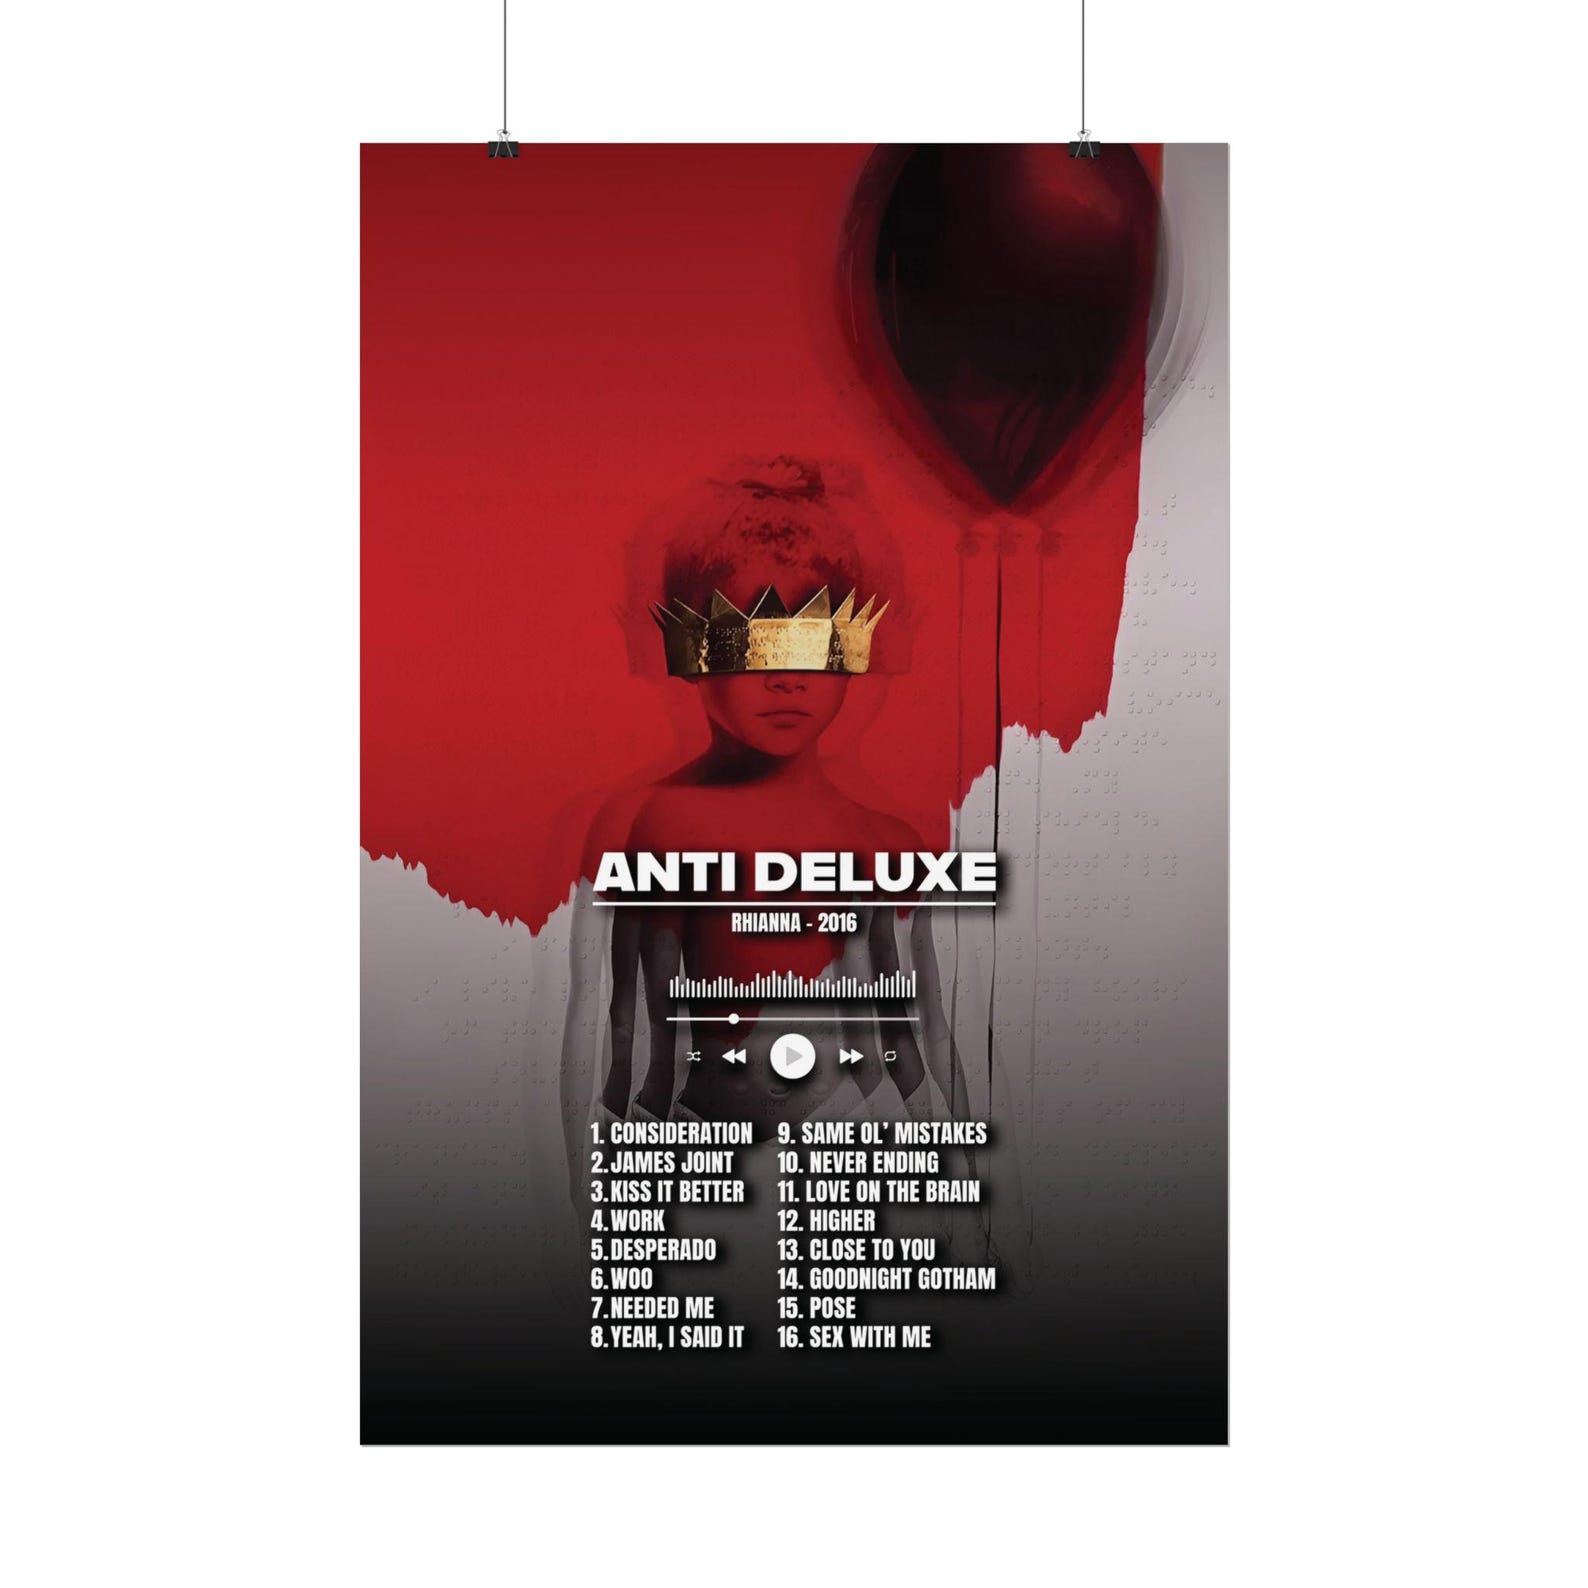 ANTI DELUXE
RHIANNA - 2016
1. CONSIDERATION
2. JAMES JOINT
3. KISS IT BETTER
4. WORK
5. DESPERADO
6. WOO
7. NEEDED ME
8. YEAH, I SAID IT
9. SAME OL’ MISTAKES
10. NEVER ENDING
11. LOVE ON THE BRAIN
12. HIGHER
13. CLOSE TO YOU
14. GOODNIGHT GOTHAM
15. POSE
16. SEX WITH ME